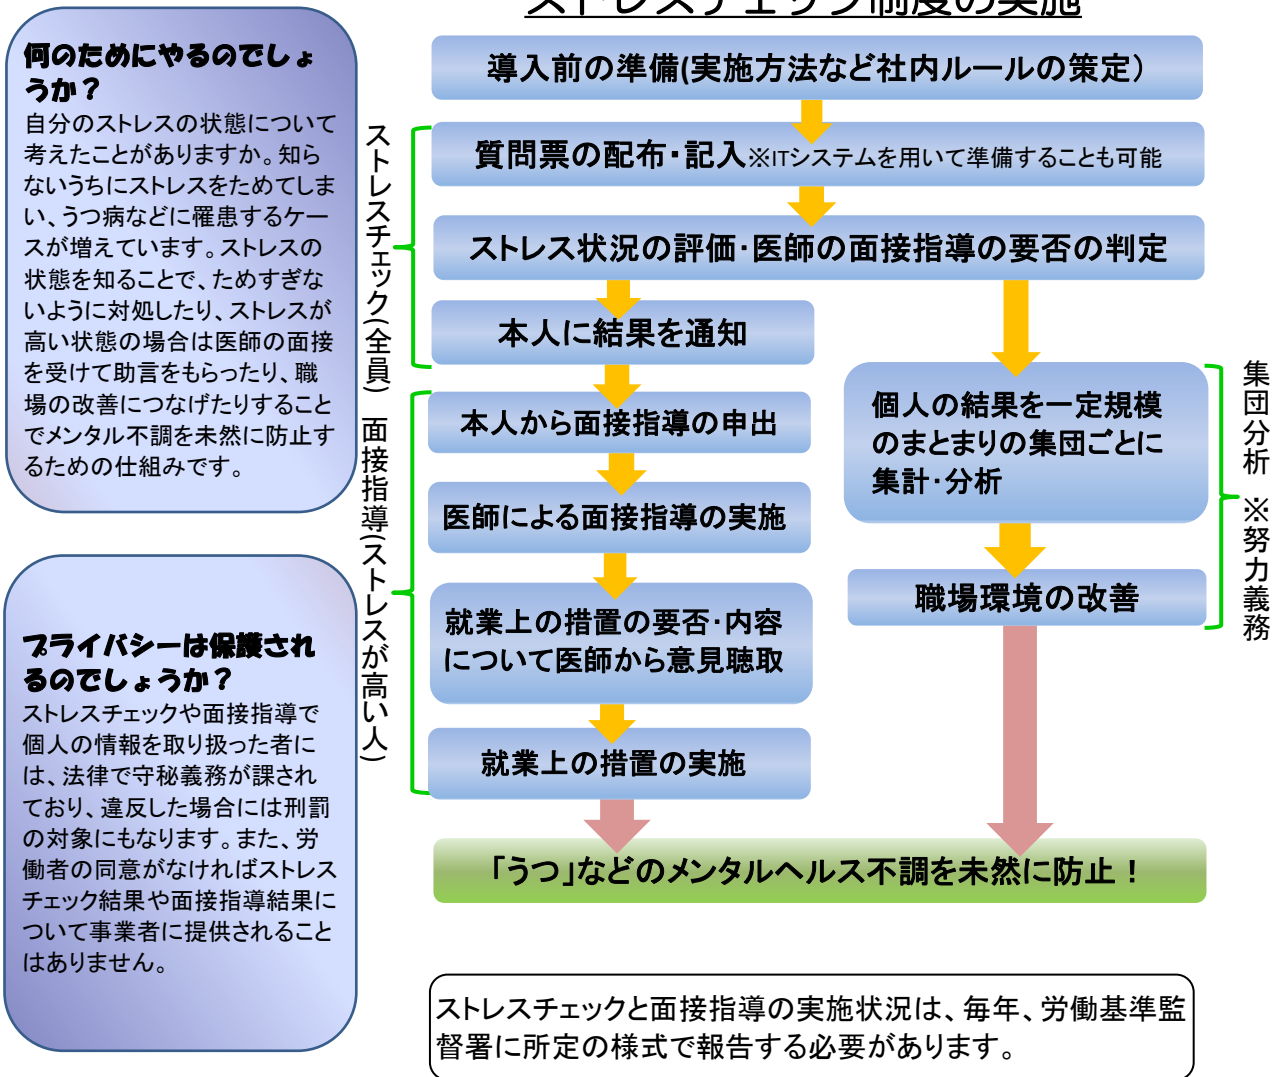 ストレスチェック制度の実施
何のためにやるのでしょ
うか？
自分のストレスの状態について
考えたことがありますか。知ら
ないうちにストレスをためてしま
い、うつ病などに罹患するケー
スが増えています。ストレスの
状態を知ることで、ためすぎな
いように対処したり、ストレスが
高い状態の場合は医師の面接
を受けて助言をもらったり、職
場の改善につなげたりすること
でメンタル不調を未然に防止す
るための仕組みです。
プライバシーは保護され
るのでしょうか？
ストレスチェックや面接指導で
個人の情報を取り扱った者に
は、法律で守秘義務が課され
ており、違反した場合には刑罰
の対象にもなります。また、労
働者の同意がなければストレス
チェック結果や面接指導結果に
ついて事業者に提供されること
はありません。
ストレスチェック(全員)
面接指導(ストレスが高い人)
導入前の準備(実施方法など社内ルールの策定）
質問票の配布・記入※ITシステムを用いて準備することも可能
ストレス状況の評価・医師の面接指導の要否の判定
本人に結果を通知
本人から面接指導の申出
医師による面接指導の実施
就業上の措置の要否・内容
について医師から意見聴取
就業上の措置の実施
個人の結果を一定規模
のまとまりの集団ごとに
集計・分析
職場環境の改善
集団分析 ※努力義務
「うつ」などのメンタルヘルス不調を未然に防止！
ストレスチェックと面接指導の実施状況は、毎年、労働基準監
督署に所定の様式で報告する必要があります。